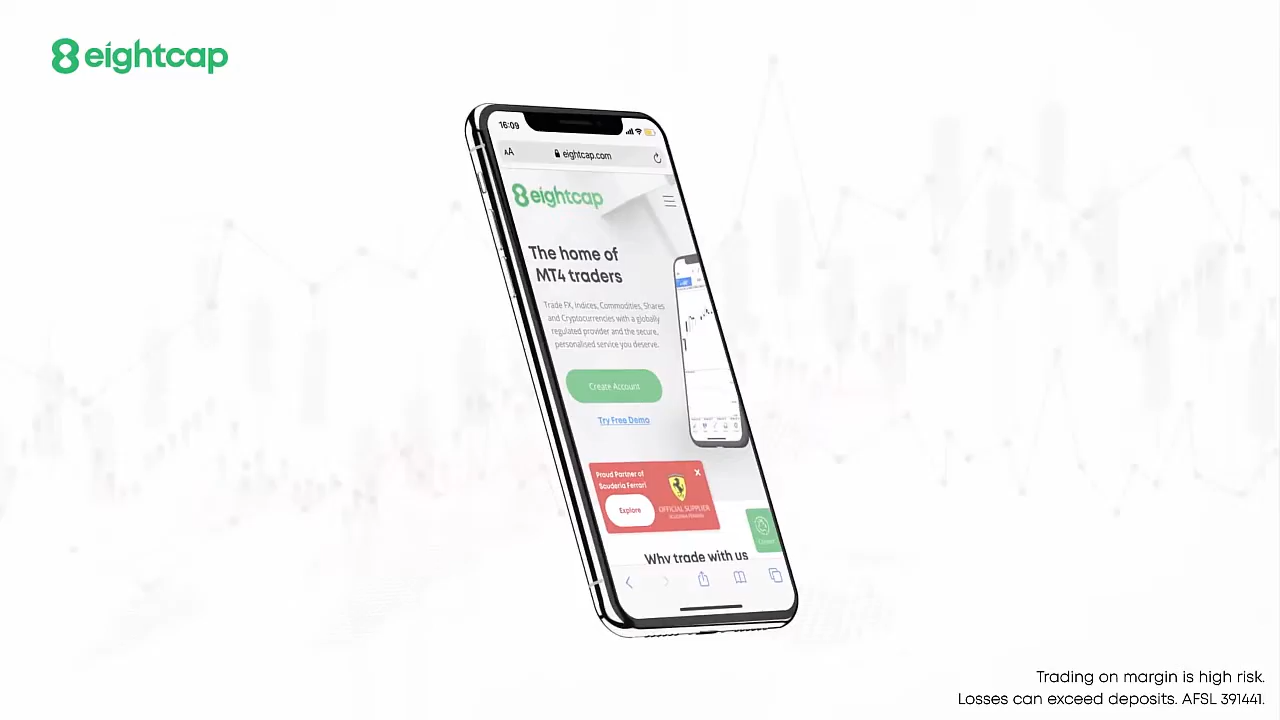 eightcap
16:09
AA
eightcap.com
eightcap
The home of
MT4 traders
Trade FX, Indices, Commodities, Shares
and Cryptocurrencies with a globally
regulated provider and the secure,
personalised service you deserve.
Create Account
Try Free Demo
Proud Partner of
Scuderia Ferrari
Explore
OFFICIAL SUPPLIER
SCUDERIA FERRARI
Why trade with us
Trading on margin is high risk.
Losses can exceed deposits. AFSL 391441.